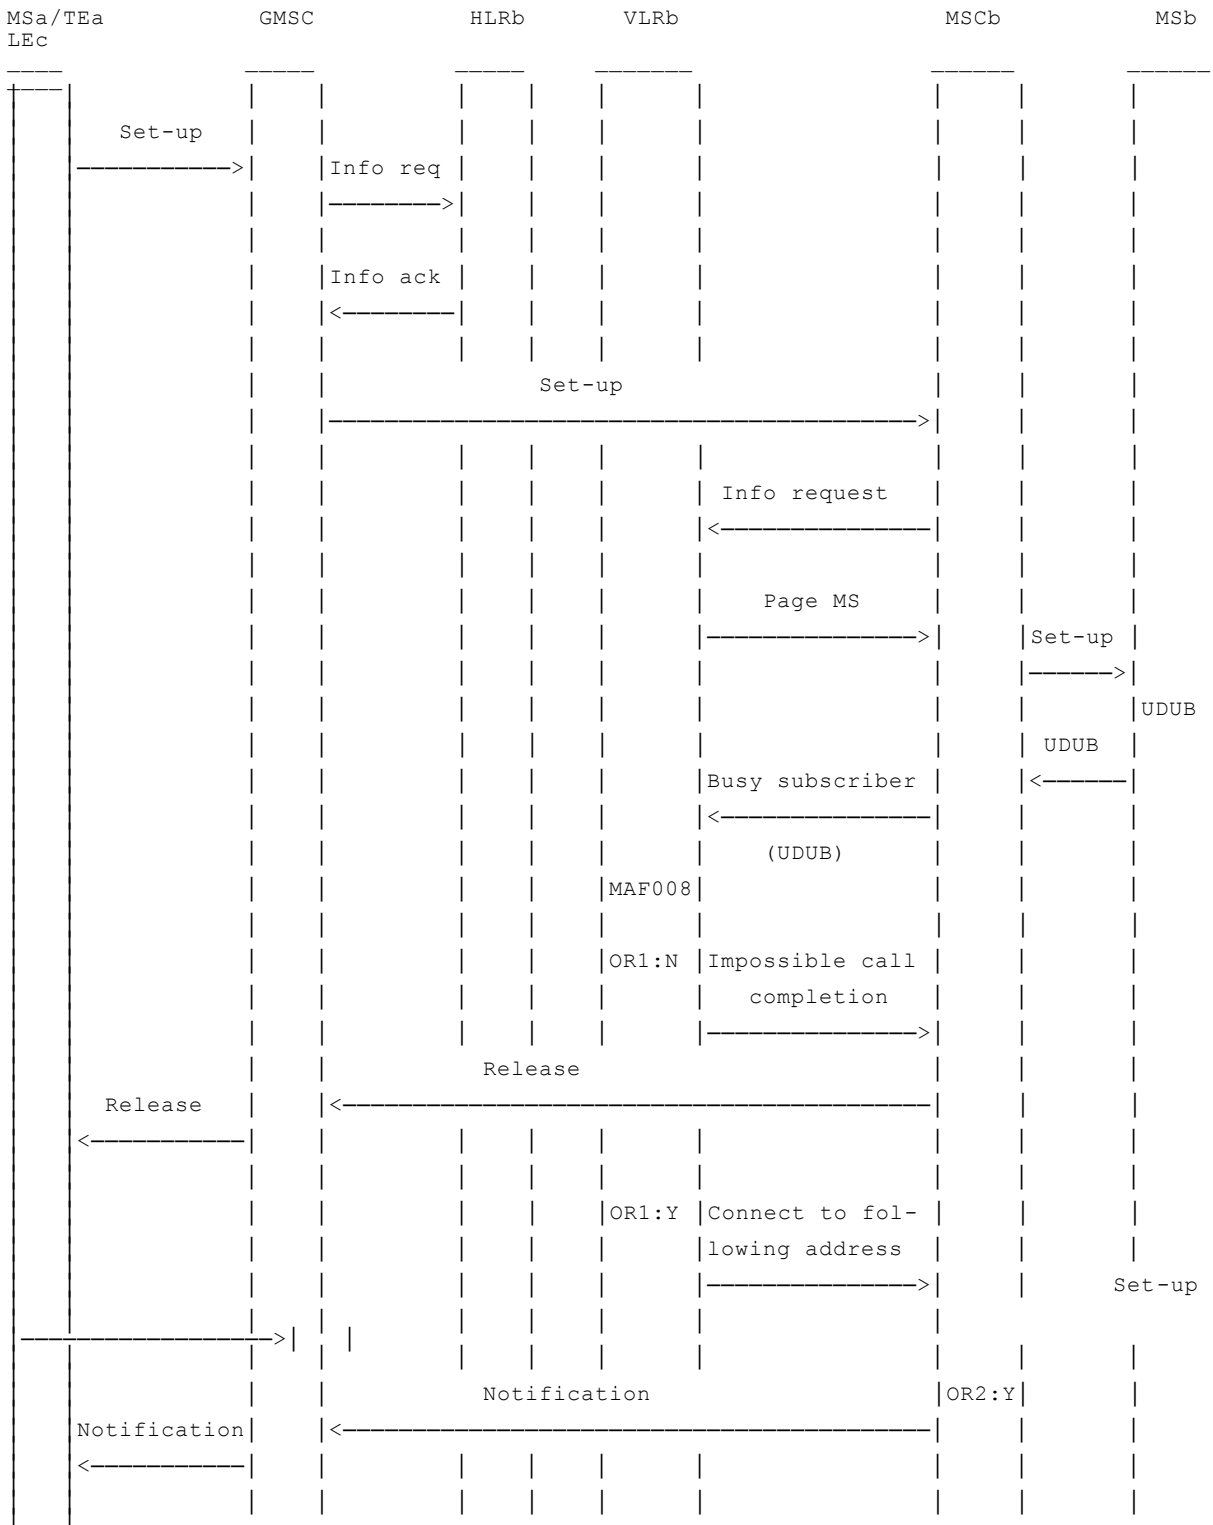 MSa/TEa GMSC HLRb VLRb MSCb MSb
LEc
Set-up
Info req
Info ack
Set-up
Info request
Page MS
Set-up
UDUB
UDUB
Busy subscriber
(UDUB)
MAF008
OR1:N Impossible call
completion
Release
Release
OR1:Y Connect to fol-
lowing address
Set-up
Notification OR2:Y
Notification